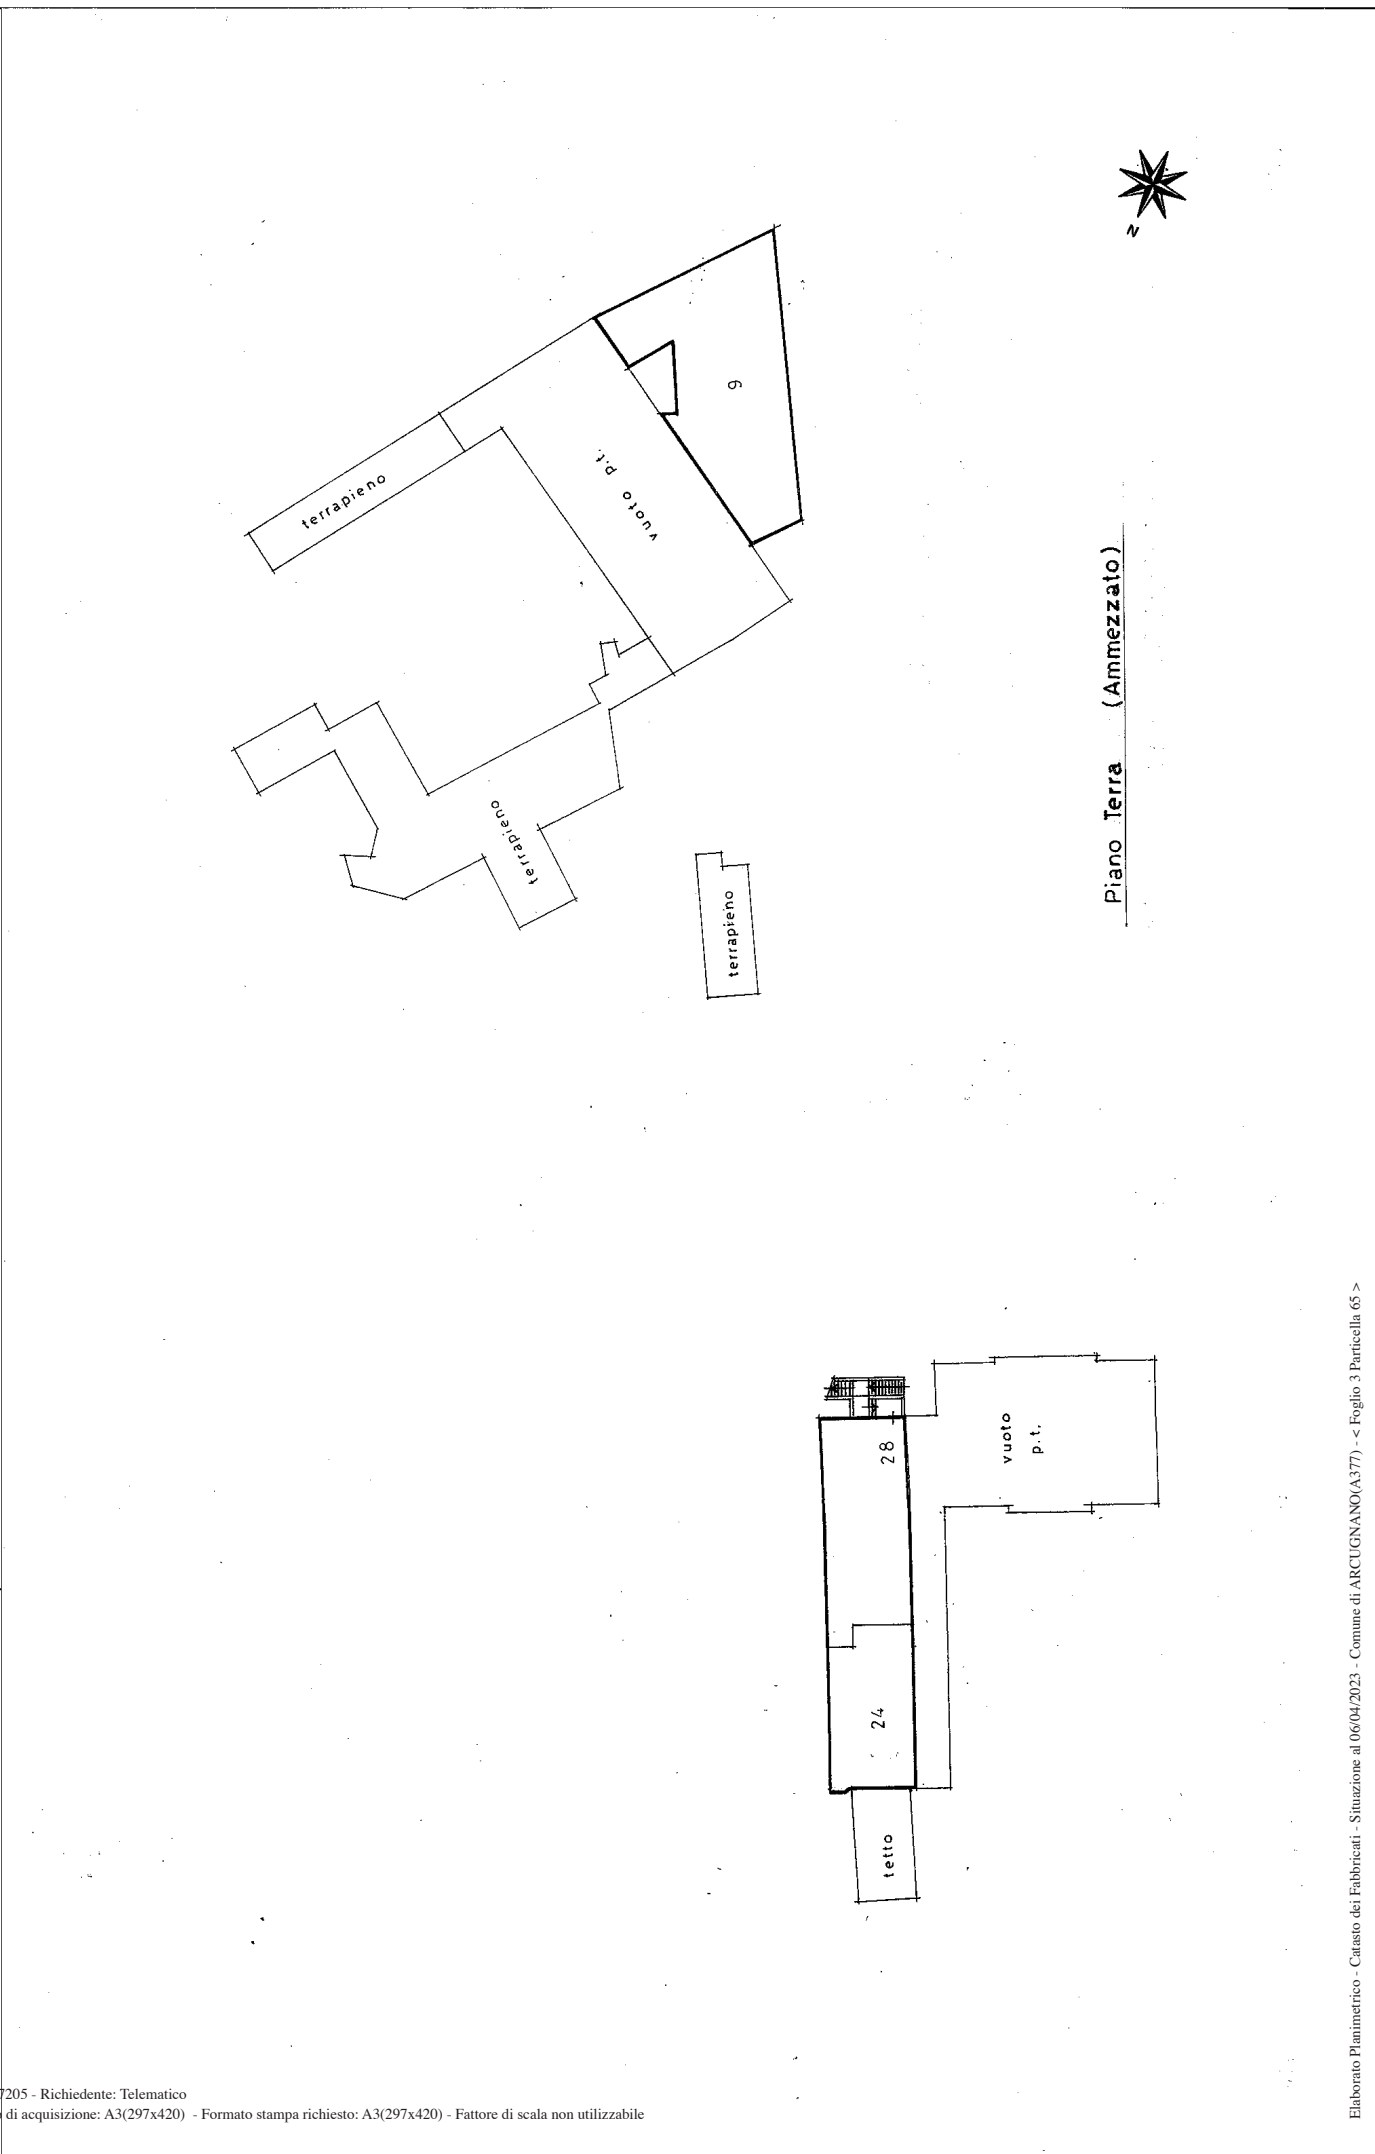 N
9
terrapieno
vuoto p.t.
terrapieno
terrapieno
Piano Terra (Ammezzato)
28
vuoto
p.t.
24
tetto
Elaborato Planimetrico - Catasto dei Fabbricati - Situazione al 06/04/2023 - Comune di ARCUGNANO(A377) - < Foglio 3 Particella 65 >
7205 - Richiedente: Telematico
di acquisizione: A3(297x420) - Formato stampa richiesto: A3(297x420) - Fattore di scala non utilizzabile